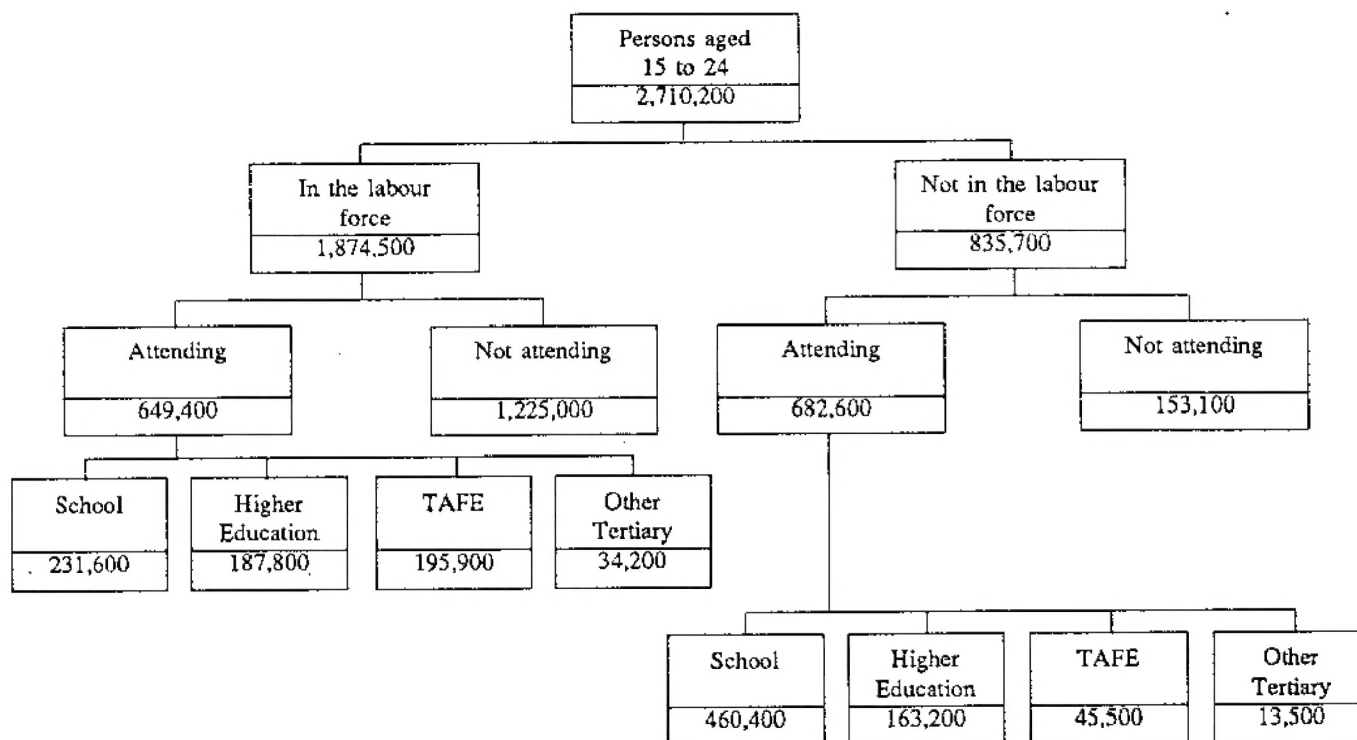 Persons aged
15 to 24
2,710,200
In the labour
force
1,874,500
Not in the labour
force
835,700
Attending
649,400
Not attending
1,225,000
Attending
682,600
Not attending
153,100
School
231,600
Higher
Education
187,800
TAFE
195,900
Other
Tertiary
34,200
School
460,400
Higher
Education
163,200
TAFE
45,500
Other
Tertiary
13,500